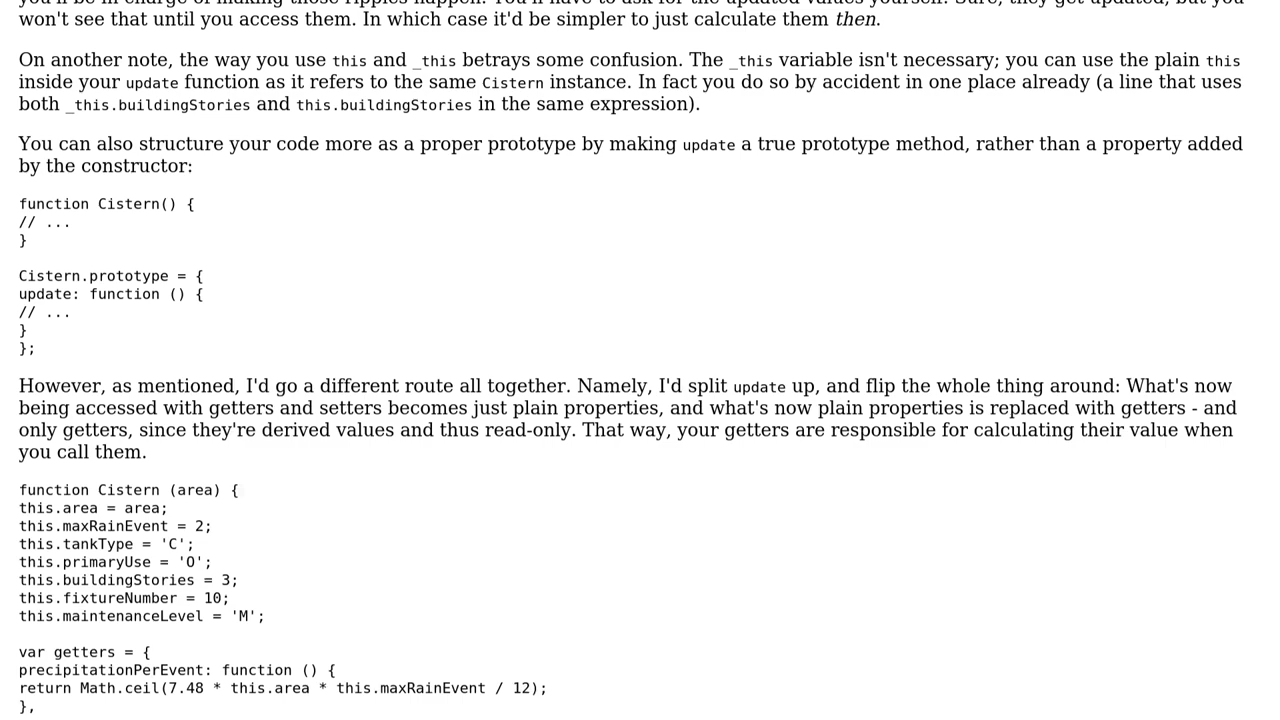 won't see that until you access them. In which case it'd be simpler to just calculate them then.
On another note, the way you use this and _this betrays some confusion. The _this variable isn't necessary; you can use the plain this
inside your update function as it refers to the same Cistern instance. In fact you do so by accident in one place already (a line that uses
both _this.buildingStories and this.buildingStories in the same expression).
You can also structure your code more as a proper prototype by making update a true prototype method, rather than a property added
by the constructor:
function Cistern() {
// ...
}
Cistern.prototype = {
update: function () {
// ...
}
};
However, as mentioned, I'd go a different route all together. Namely, I'd split update up, and flip the whole thing around: What's now
being accessed with getters and setters becomes just plain properties, and what's now plain properties is replaced with getters - and
only getters, since they're derived values and thus read-only. That way, your getters are responsible for calculating their value when
you call them.
function Cistern (area) {
this.area = area;
this.maxRainEvent = 2;
this.tankType = 'C';
this.primaryUse = 'O';
this.buildingStories = 3;
this.fixtureNumber = 10;
this.maintenanceLevel = 'M';
var getters = {
precipitationPerEvent: function () {
return Math.ceil(7.48 * this.area * this.maxRainEvent / 12);
},